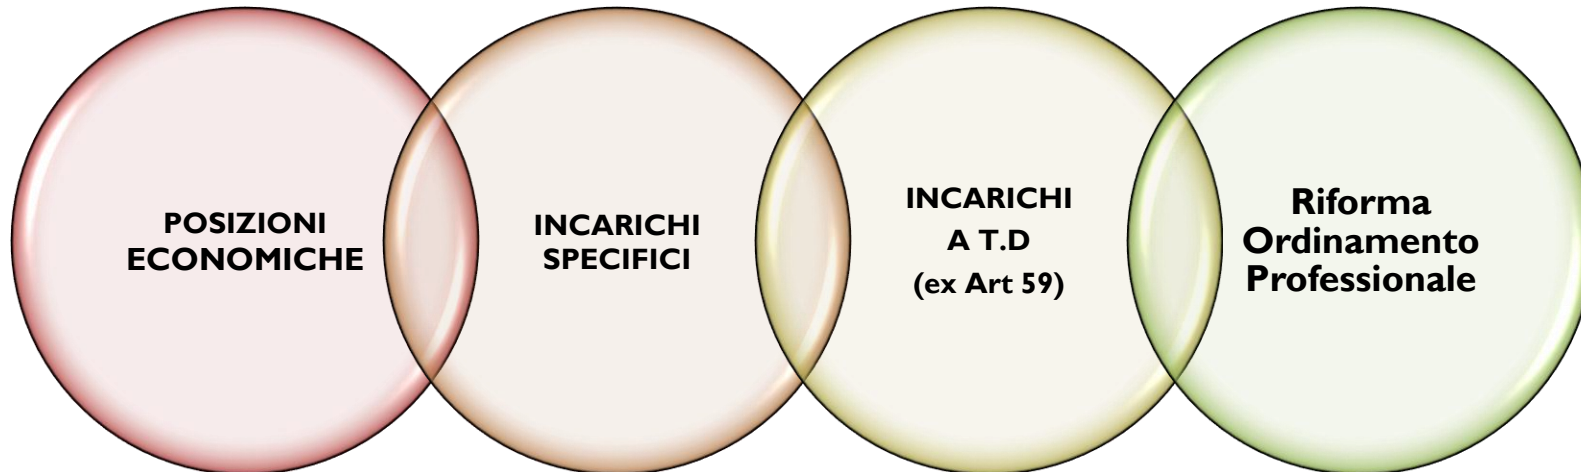 POSIZIONI
ECONOMICHE
INCARICHI
SPECIFICI
INCARICHI
A T.D
(ex Art 59)
Riforma
Ordinamento
Professionale